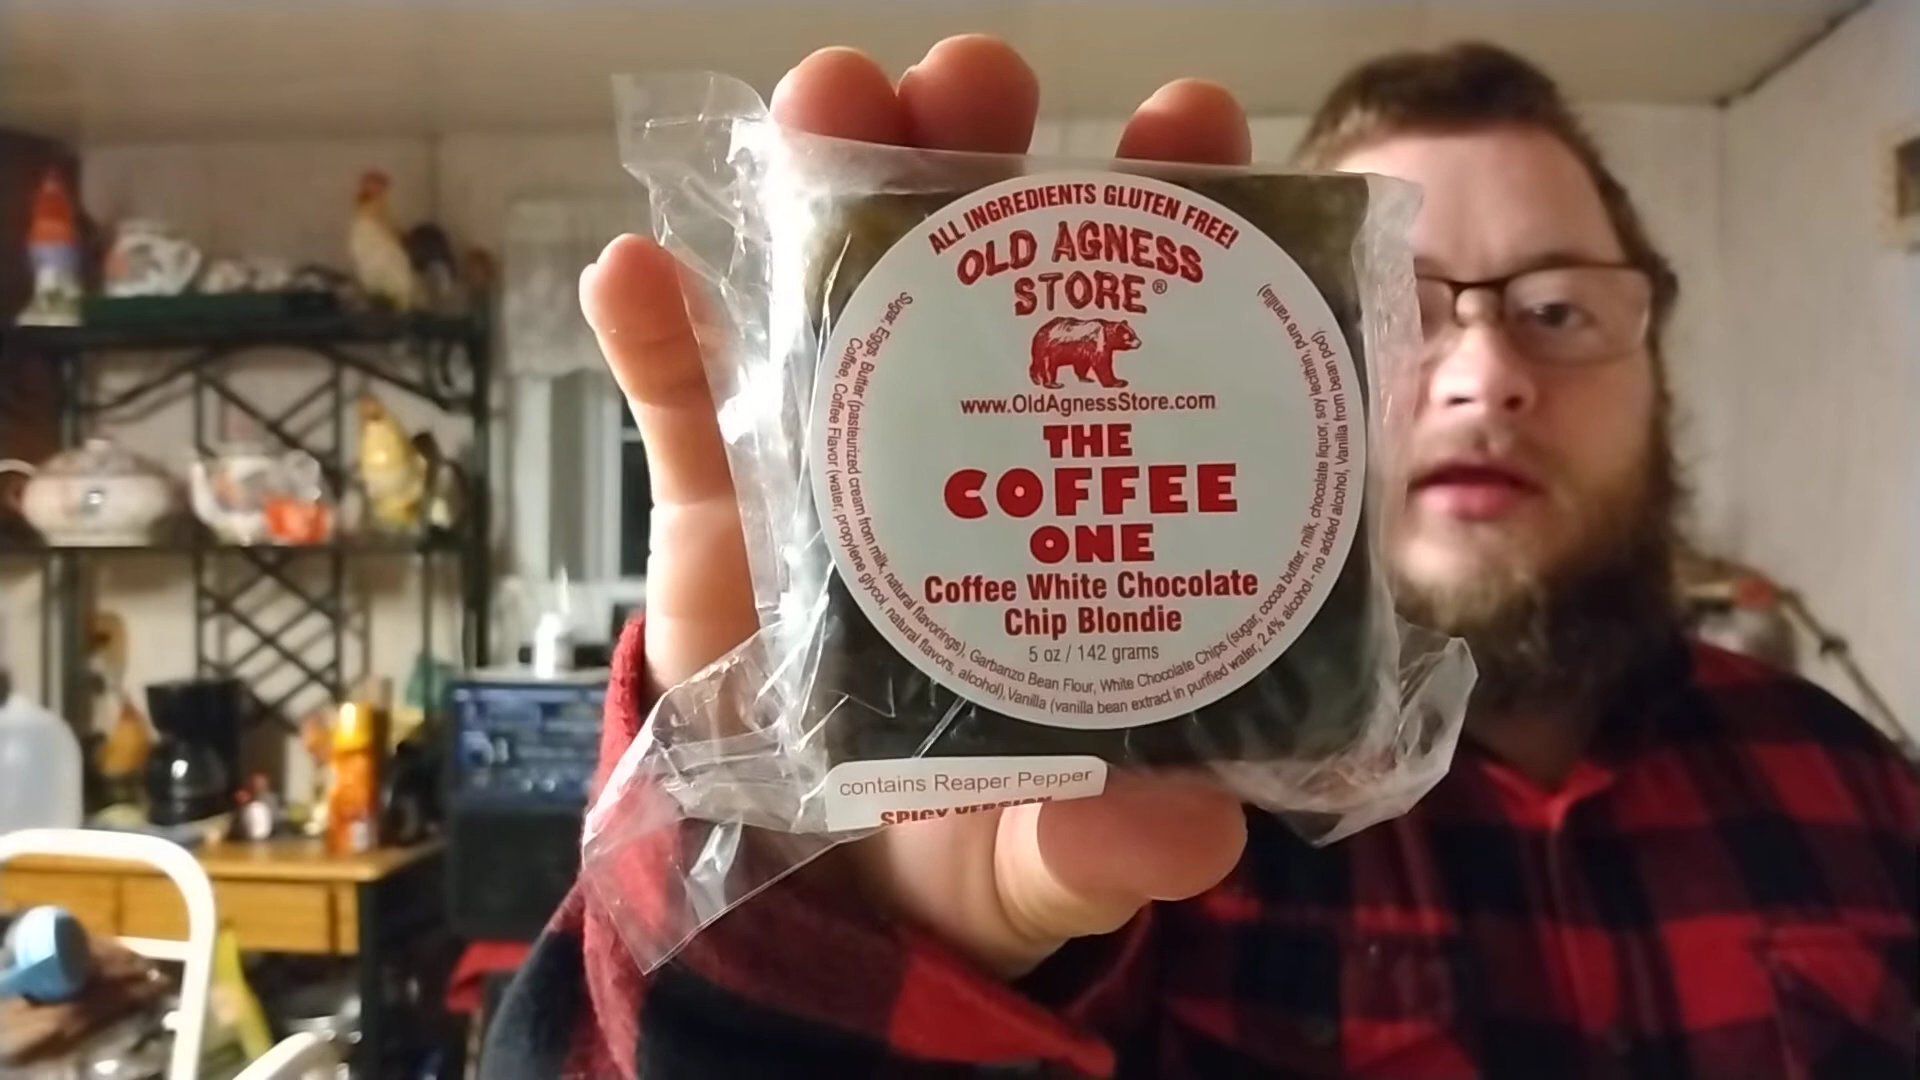 ALL INGREDIENTS GLUTEN FREE!
OLD AGNESS
STORE®
www.OldAgnessStore.com
THE
COFFEE
ONE
Coffee White Chocolate
Chip Blondie
5 oz / 142 grams
Sugar, Eggs, Butter (pasteurized cream from milk, natural flavorings), Garbanzo Bean Flour, White Chocolate Chips (sugar, cocoa butter, milk, chocolate liquor, soy lecithin, pure vanilla)
Coffee, Coffee Flavor (water, propylene glycol, natural flavors, alcohol), Vanilla (vanilla bean extract in purified water, 2.4% alcohol - no added alcohol, Vanilla from bean pod).
contains Reaper Pepper
SPICY VERSION